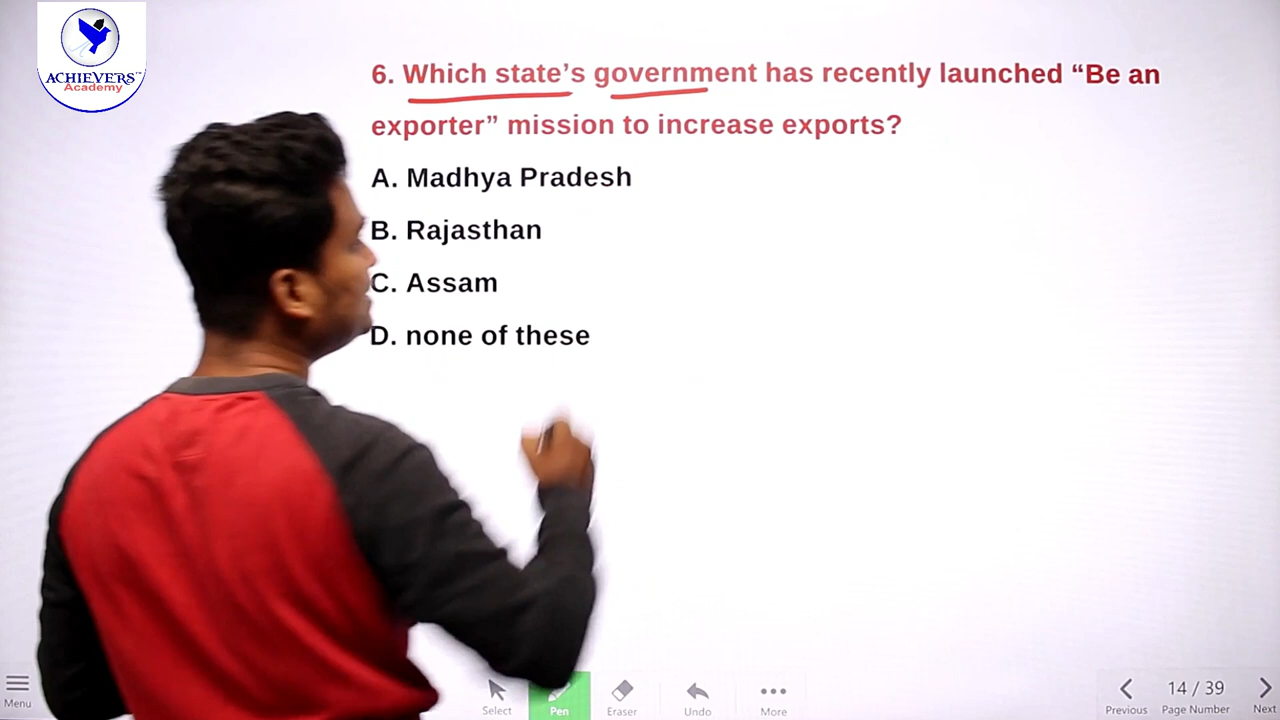 ACHIEVERS
Academy
6. Which state’s government has recently launched “Be an
exporter” mission to increase exports?
A. Madhya Pradesh
B. Rajasthan
C. Assam
D. none of these
Menu
Select
Pen
Eraser
Undo
More
Previous
14 / 39
Page Number
Next